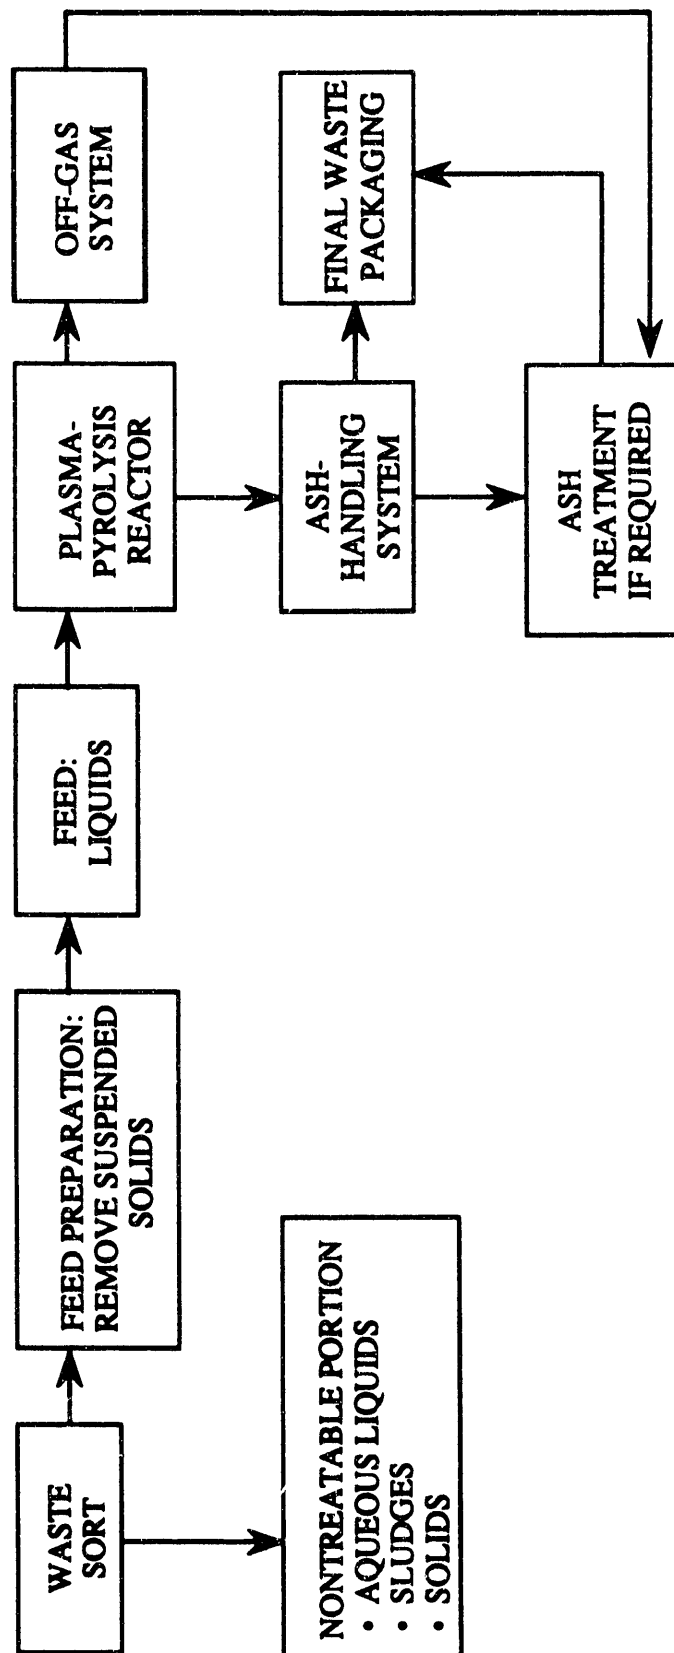 WASTE
SORT
FEED PREPARATION:
REMOVE SUSPENDED
SOLIDS
FEED:
LIQUIDS
PLASMA-
PYROLYSIS
REACTOR
OFF-GAS
SYSTEM
NONTREATABLE PORTION
• AQUEOUS LIQUIDS
• SLUDGES
• SOLIDS
ASH-
HANDLING
SYSTEM
FINAL WASTE
PACKAGING
ASH
TREATMENT
IF REQUIRED